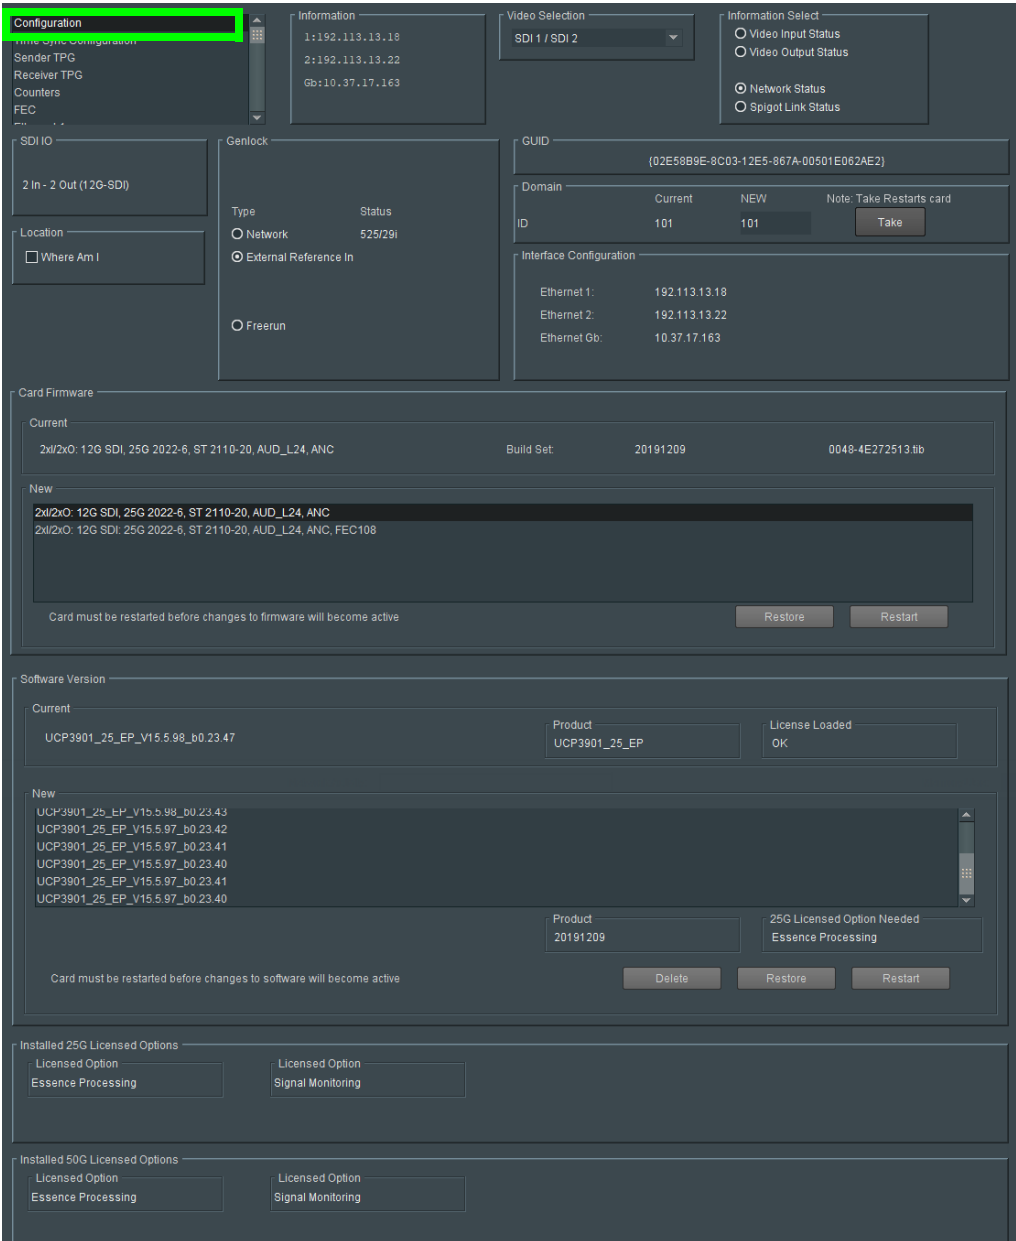 Configuration
Time Sync Configuration
Sender TPG
Receiver TPG
Counters
FEC
Information
1:192.113.13.18
2:192.113.13.22
Gb:10.37.17.163
Video Selection
SDI 1 / SDI 2
Information Select
Video Input Status
Video Output Status
Network Status
Spigot Link Status
SDI IO
2 In - 2 Out (12G-SDI)
Location
Where Am I
Genlock
Type Status
Network 525/29i
External Reference In
Freerun
GUID
{02E58B9E-8C03-12E5-867A-00501E062AE2}
Domain
Current NEW Note: Take Restarts card
ID 101 101 Take
Interface Configuration
Ethernet 1: 192.113.13.18
Ethernet 2: 192.113.13.22
Ethernet Gb: 10.37.17.163
Card Firmware
Current
2xI/2xO: 12G SDI, 25G 2022-6, ST 2110-20, AUD_L24, ANC Build Set: 20191209 0048-4E272513.tib
New
2xI/2xO: 12G SDI, 25G 2022-6, ST 2110-20, AUD_L24, ANC
2xI/2xO: 12G SDI: 25G 2022-6, ST 2110-20, AUD_L24, ANC, FEC108
Card must be restarted before changes to firmware will become active Restore Restart
Software Version
Current
UCP3901_25_EP_V15.5.98_b0.23.47
Product
UCP3901_25_EP
License Loaded
OK
New
UCP3901_25_EP_V15.5.98_b0.23.43
UCP3901_25_EP_V15.5.97_b0.23.42
UCP3901_25_EP_V15.5.97_b0.23.41
UCP3901_25_EP_V15.5.97_b0.23.40
UCP3901_25_EP_V15.5.97_b0.23.41
UCP3901_25_EP_V15.5.97_b0.23.40
Product
20191209
25G Licensed Option Needed
Essence Processing
Card must be restarted before changes to software will become active Delete Restore Restart
Installed 25G Licensed Options
Licensed Option Licensed Option
Essence Processing Signal Monitoring
Installed 50G Licensed Options
Licensed Option Licensed Option
Essence Processing Signal Monitoring